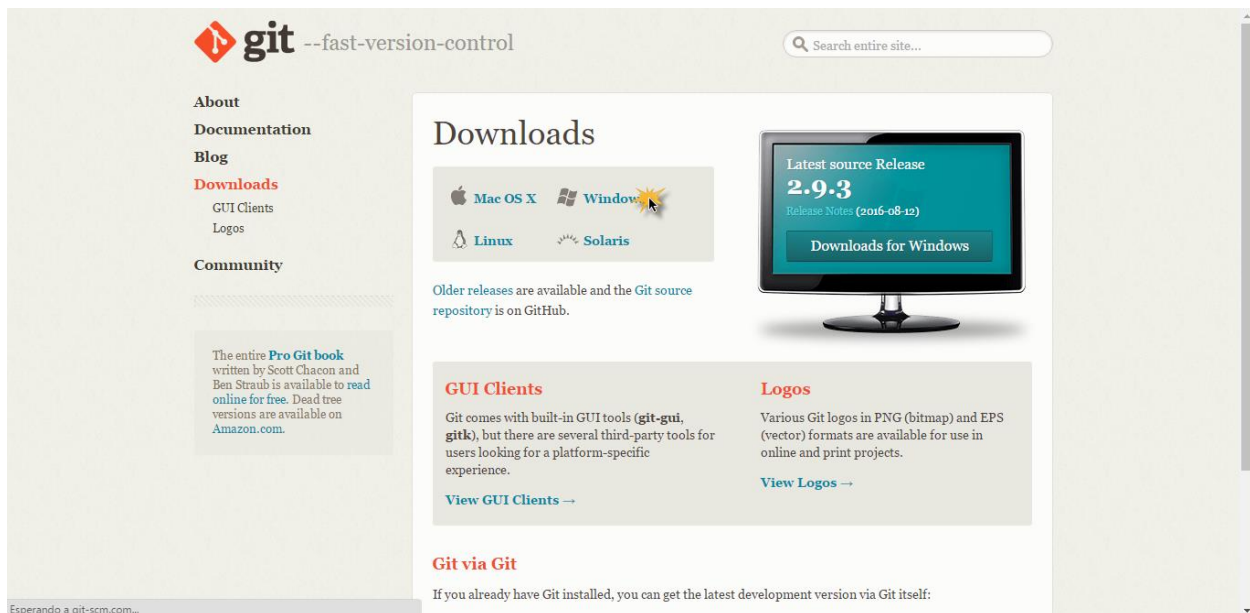 git --fast-version-control
Search entire site...
About
Documentation
Blog
Downloads
GUI Clients
Logos
Community
The entire Pro Git book
written by Scott Chacon and
Ben Straub is available to read
online for free. Dead tree
versions are available on
Amazon.com.
Downloads
Mac OS X
Window
Linux
Solaris
Older releases are available and the Git source
repository is on GitHub.
Latest source Release
2.9.3
Release Notes (2016-08-12)
Downloads for Windows
GUI Clients
Git comes with built-in GUI tools (git-gui,
gitk), but there are several third-party tools for
users looking for a platform-specific
experience.
View GUI Clients →
Logos
Various Git logos in PNG (bitmap) and EPS
(vector) formats are available for use in
online and print projects.
View Logos →
Git via Git
If you already have Git installed, you can get the latest development version via Git itself:
Esperando a git-scm.com...